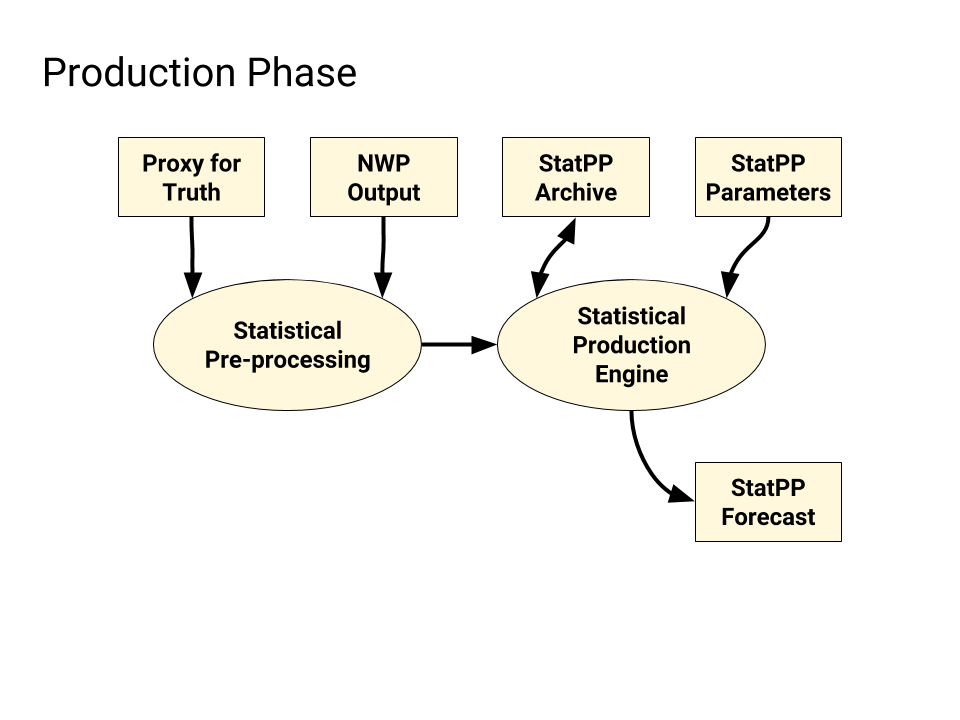 Production Phase
Proxy for
Truth
NWP
Output
StatPP
Archive
StatPP
Parameters
Statistical
Pre-processing
Statistical
Production
Engine
StatPP
Forecast